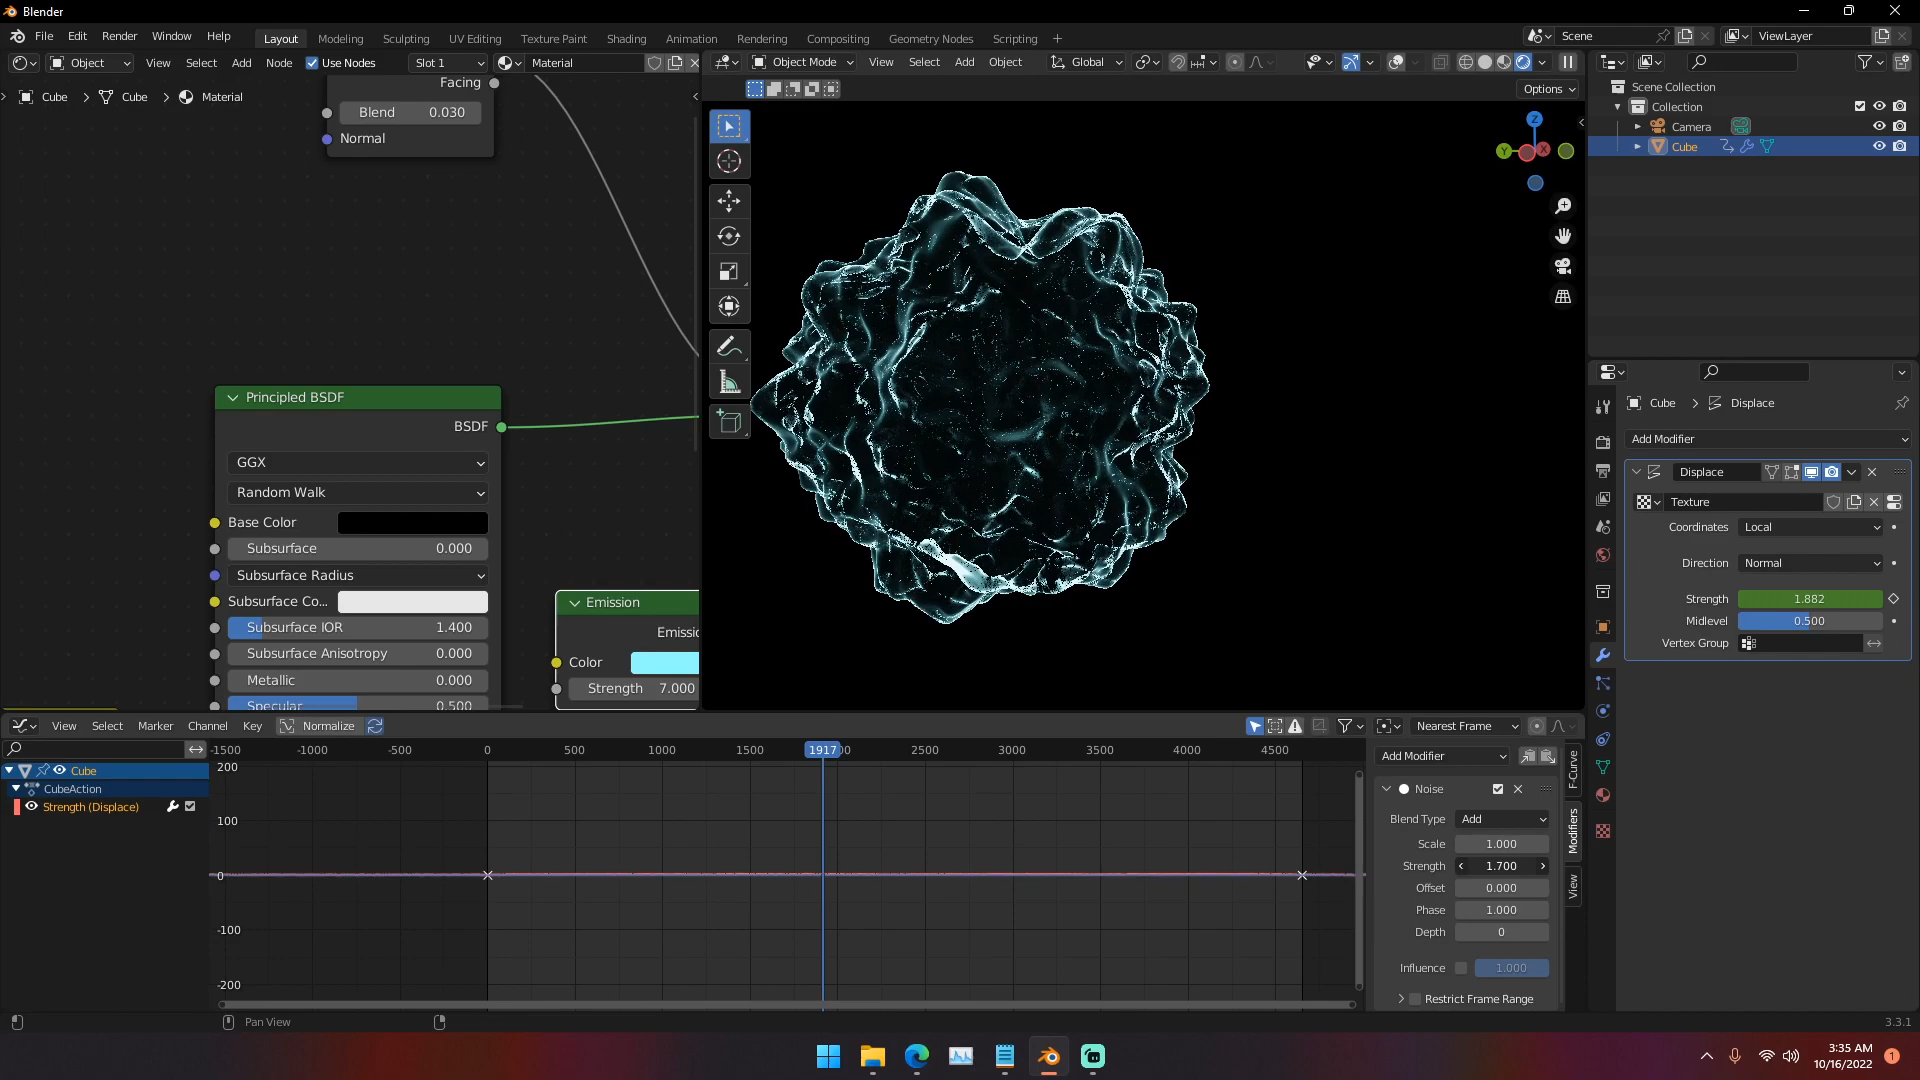 Blender
File Edit Render Window Help
Layout Modeling Sculpting UV Editing Texture Paint Shading Animation Rendering Compositing Geometry Nodes Scripting
Scene ViewLayer
Object View Select Add Node Use Nodes Slot 1 Material
Object Mode View Select Add Object Global
Options
Cube Cube Material
Facing
Blend 0.030
Normal
Z
Y X
Scene Collection
Collection
Camera
Cube
Principled BSDF
BSDF
GGX
Random Walk
Base Color
Subsurface 0.000
Subsurface Radius
Subsurface Co...
Subsurface IOR 1.400
Subsurface Anisotropy 0.000
Metallic 0.000
Specular 0.500
Emission
Emissio
Color
Strength 7.000
Cube Displace
Add Modifier
Displace
Texture
Coordinates Local
Direction Normal
Strength 1.882
Midlevel 0.500
Vertex Group
View Select Marker Channel Key Normalize Nearest Frame
-1500 -1000 -500 0 500 1000 1500 1917 2500 3000 3500 4000 4500
Cube
CubeAction
Strength (Displace)
200
100
0
-100
-200
Add Modifier
Noise
Blend Type Add
Scale 1.000
Strength 1.700
Offset 0.000
Phase 1.000
Depth 0
Influence 1.000
Restrict Frame Range
F-Curve
Modifiers
View
Pan View
3.3.1
3:35 AM
10/16/2022
1